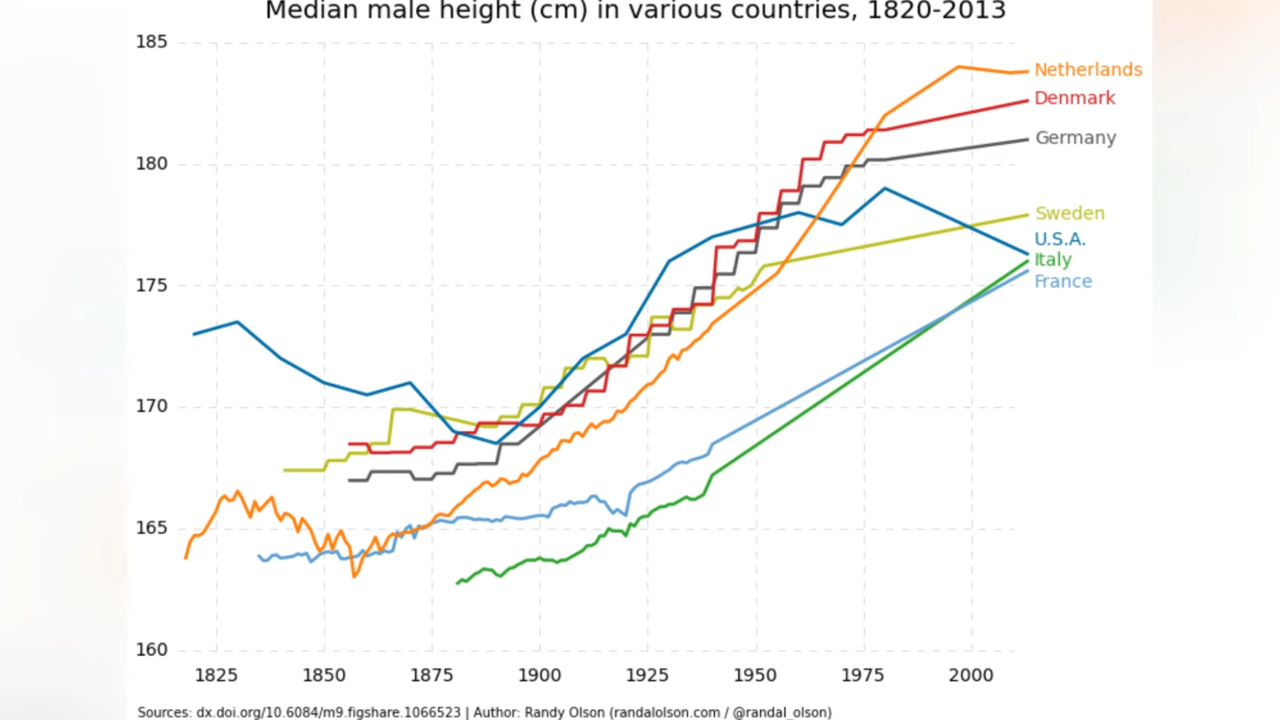 Median male height (cm) in various countries, 1820-2013
185
180
175
170
165
160
Netherlands
Denmark
Germany
Sweden
U.S.A.
Italy
France
1825 1850 1875 1900 1925 1950 1975 2000
Sources: dx.doi.org/10.6084/m9.figshare.1066523 | Author: Randy Olson (randalolson.com / @randal_olson)